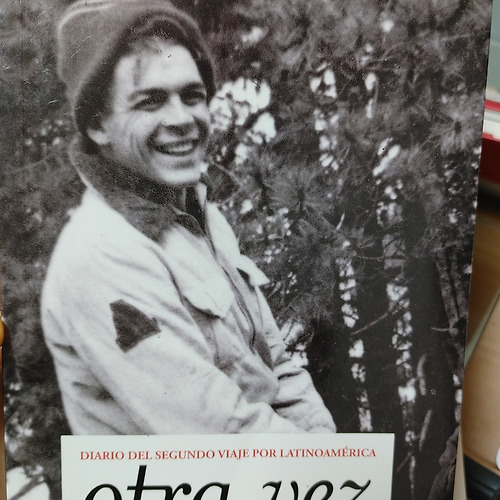 DIARIO DEL SEGUNDO VIAJE POR LATINOAMÉRICA
otra vez